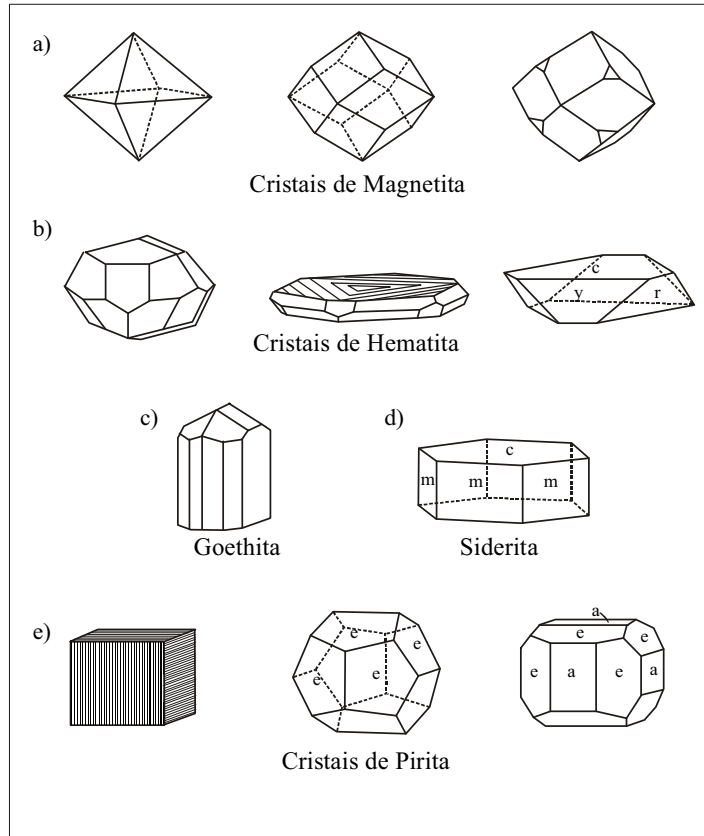 a)
Cristais de Magnetita
b)
c
y
r
Cristais de Hematita
c)
Goethita
d)
c
m
m
m
Siderita
e)
e
e
e
e
a
e
e
e
a
e
a
Cristais de Pirita